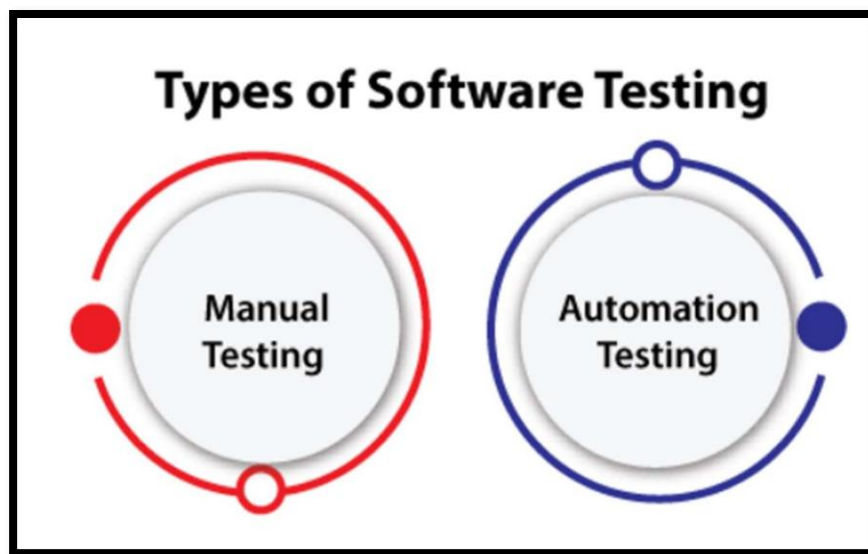 Types of Software Testing
Manual
Testing
Automation
Testing